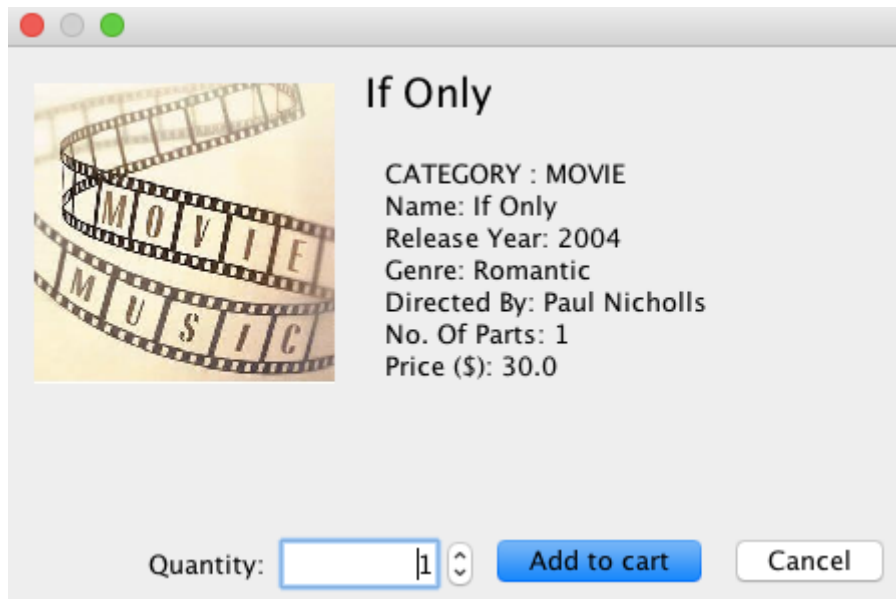 If Only
MOVIE
MUSIC
CATEGORY : MOVIE
Name: If Only
Release Year: 2004
Genre: Romantic
Directed By: Paul Nicholls
No. Of Parts: 1
Price ($): 30.0
Quantity: 1 Add to cart Cancel